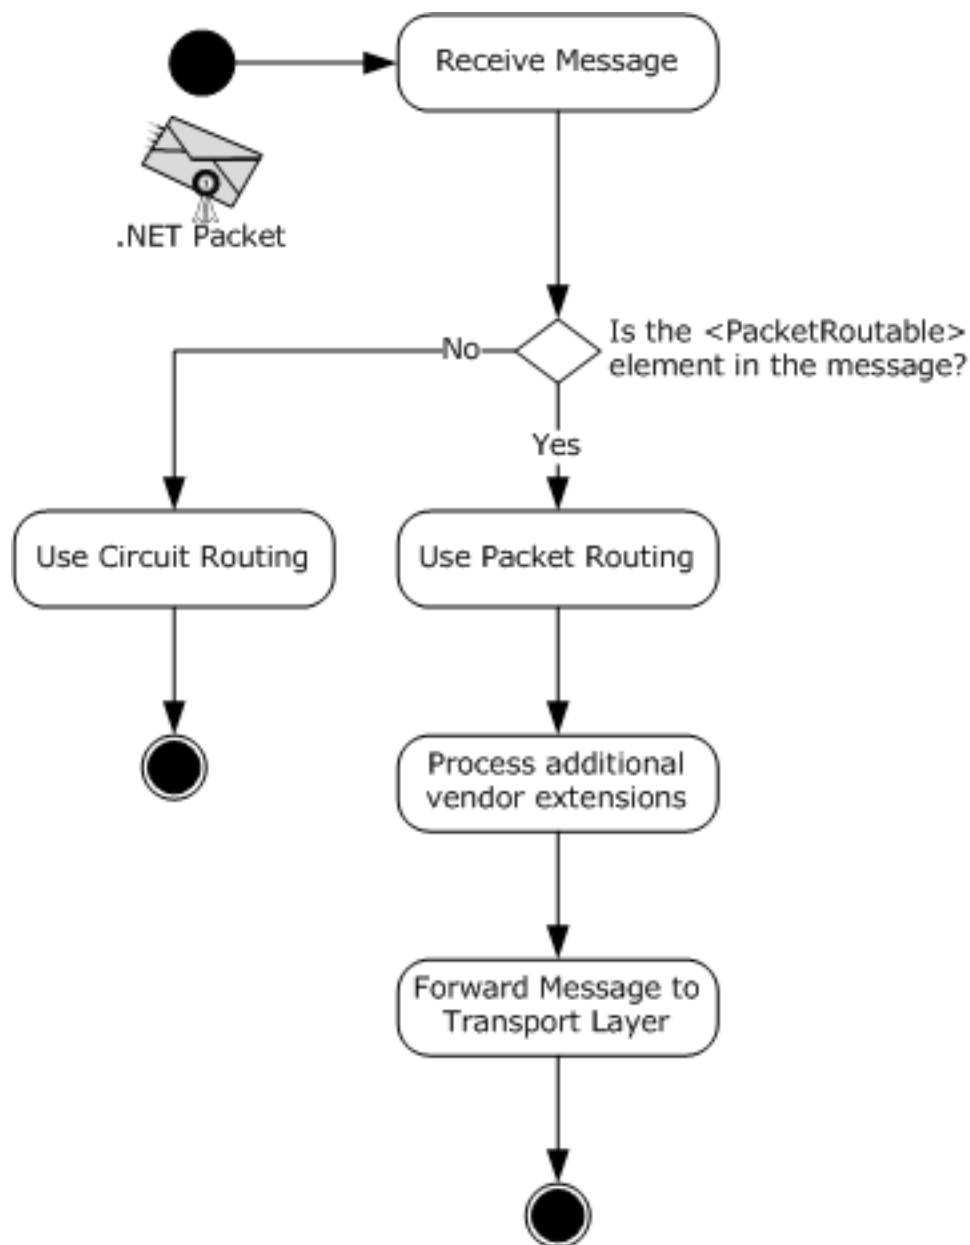 Receive Message
.NET Packet
Is the <PacketRoutable>
element in the message?
No
Yes
Use Circuit Routing
Use Packet Routing
Process additional
vendor extensions
Forward Message to
Transport Layer